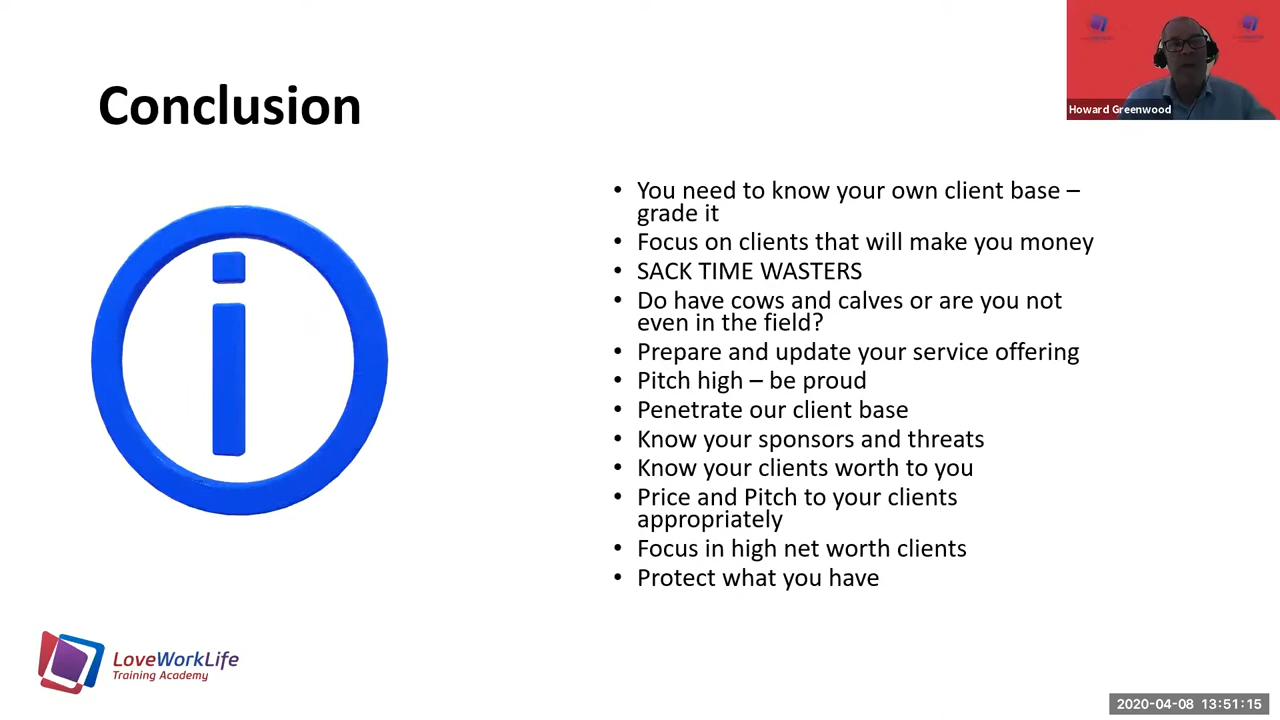 Howard Greenwood
Conclusion
• You need to know your own client base –
grade it
• Focus on clients that will make you money
• SACK TIME WASTERS
• Do have cows and calves or are you not
even in the field?
• Prepare and update your service offering
• Pitch high – be proud
• Penetrate our client base
• Know your sponsors and threats
• Know your clients worth to you
• Price and Pitch to your clients
appropriately
• Focus in high net worth clients
• Protect what you have
LoveWorkLife
Training Academy
2020-04-08 13:51:15